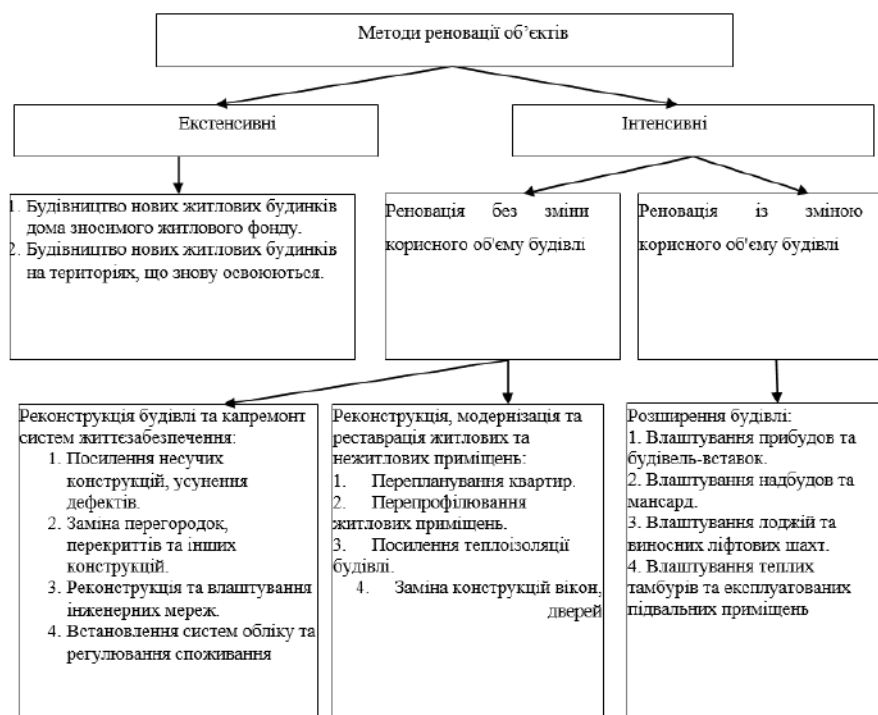 Методи реновації об’єктів
Екстенсивні
Інтенсивні
1. Будівництво нових житлових будинків
дома зносимого житлового фонду.
2. Будівництво нових житлових будинків
на територіях, що знову освоюються.
Реновація без зміни
корисного об'єму будівлі
Реновація із зміною
корисного об'єму будівлі
Реконструкція будівлі та капремонт
систем життєзабезпечення:
1. Посилення несучих
конструкцій, усунення
дефектів.
2. Заміна перегородок,
перекриттів та інших
конструкцій.
3. Реконструкція та влаштування
інженерних мереж.
4. Встановлення систем обліку та
регулювання споживання
Реконструкція, модернізація та
реставрація житлових та
нежитлових приміщень:
1. Перепланування квартир.
2. Перепрофілювання
житлових приміщень.
3. Посилення теплоізоляції
будівлі.
4. Заміна конструкцій вікон,
дверей
Розширення будівлі:
1. Влаштування прибудов та
будівель-вставок.
2. Влаштування надбудов та
мансард.
3. Влаштування лоджій та
виносних ліфтових шахт.
4. Влаштування теплих
тамбурів та експлуатованих
підвальних приміщень